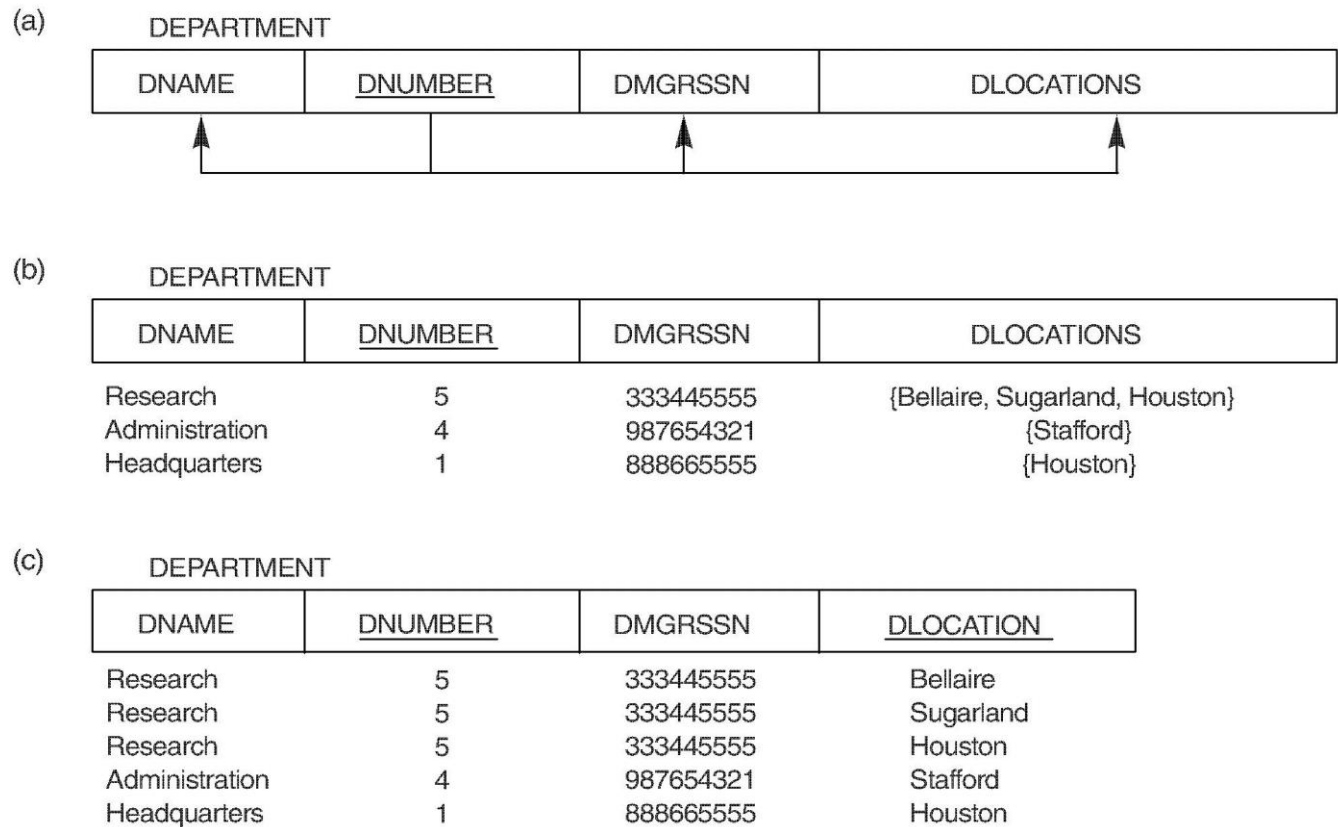 (a) DEPARTMENT
DNAME DNUMBER DMGRSSN DLOCATIONS
(b) DEPARTMENT
DNAME DNUMBER DMGRSSN DLOCATIONS
Research 5 333445555 {Bellaire, Sugarland, Houston}
Administration 4 987654321 {Stafford}
Headquarters 1 888665555 {Houston}
(c) DEPARTMENT
DNAME DNUMBER DMGRSSN DLOCATION
Research 5 333445555 Bellaire
Research 5 333445555 Sugarland
Research 5 333445555 Houston
Administration 4 987654321 Stafford
Headquarters 1 888665555 Houston